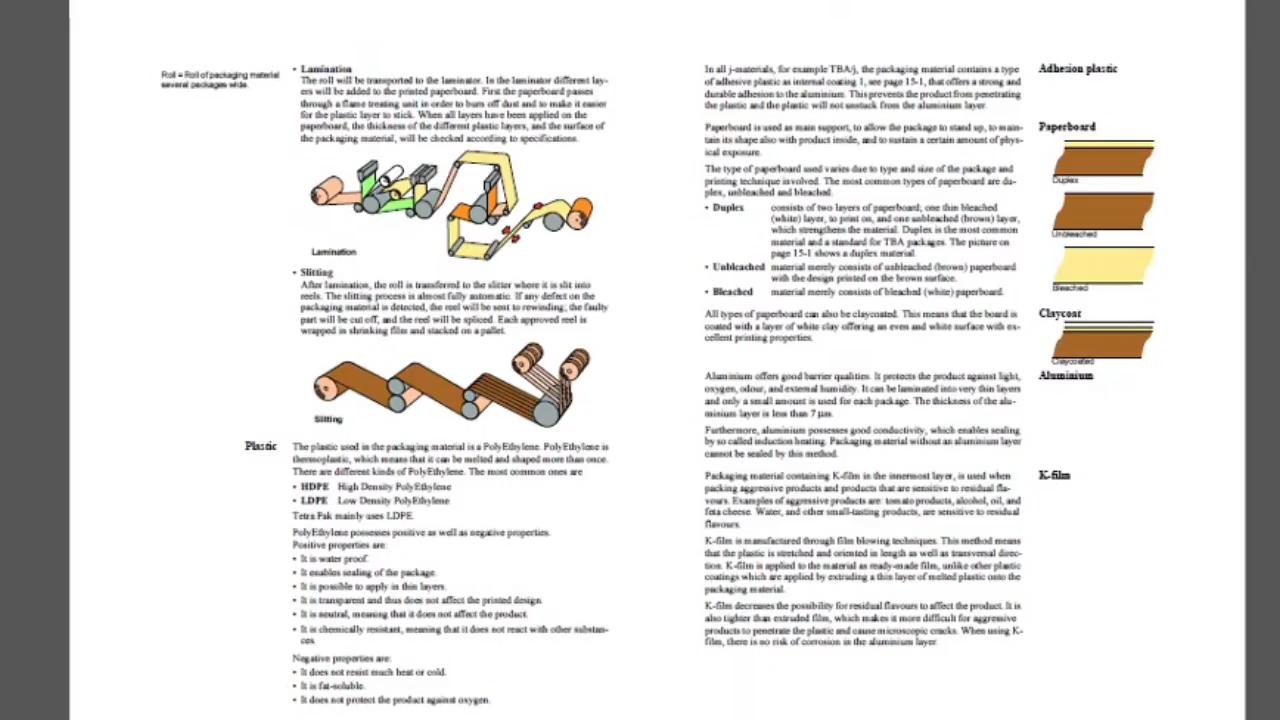 Roll = Roll of packaging material
several packages wide.
• Lamination
The roll will be transported to the laminator. In the laminator different lay-
ers will be added to the printed paperboard. First the paperboard passes
through a flame treating unit in order to burn off dust and to make it easier
for the plastic layer to stick. When all layers have been applied on the
paperboard, the thickness of the different plastic layers, and the surface of
the packaging material, will be checked according to specifications.
Lamination
• Slitting
After lamination, the roll is transferred to the slitter where it is slit into
reels. The slitting process is almost fully automatic. If any defect on the
packaging material is detected, the reel will be sent to rewinding; the faulty
part will be cut off, and the reel will be spliced. Each approved reel is
wrapped in shrinking film and stacked on a pallet.
Slitting
Plastic
The plastic used in the packaging material is a PolyEthylene. PolyEthylene is
thermoplastic, which means that it can be melted and shaped more than once.
There are different kinds of PolyEthylene. The most common ones are
• HDPE High Density PolyEthylene
• LDPE Low Density PolyEthylene
Tetra Pak mainly uses LDPE.
PolyEthylene possesses positive as well as negative properties.
Positive properties are:
• It is water proof.
• It enables sealing of the package.
• It is possible to apply in thin layers.
• It is transparent and thus does not affect the printed design.
• It is neutral, meaning that it does not affect the product.
• It is chemically resistant, meaning that it does not react with other substan-
ces.
Negative properties are:
• It does not resist much heat or cold.
• It is fat-soluble.
• It does not protect the product against oxygen.
In all j-materials, for example TBA/j, the packaging material contains a type
of adhesive plastic as internal coating 1, see page 15-1, that offers a strong and
durable adhesion to the aluminium. This prevents the product from penetrating
the plastic and the plastic will not unstuck from the aluminium layer.
Adhesion plastic
Paperboard is used as main support, to allow the package to stand up, to main-
tain its shape also with product inside, and to sustain a certain amount of phys-
ical exposure.
Paperboard
The type of paperboard used varies due to type and size of the package and
printing technique involved. The most common types of paperboard are du-
plex, unbleached and bleached.
• Duplex consists of two layers of paperboard; one thin bleached
(white) layer, to print on, and one unbleached (brown) layer,
which strengthens the material. Duplex is the most common
material and a standard for TBA packages. The picture on
page 15-1 shows a duplex material.
• Unbleached material merely consists of unbleached (brown) paperboard
with the design printed on the brown surface.
• Bleached material merely consists of bleached (white) paperboard.
Duplex
Unbleached
Bleached
All types of paperboard can also be claycoated. This means that the board is
coated with a layer of white clay offering an even and white surface with ex-
cellent printing properties.
Claycoat
Claycoated
Aluminium offers good barrier qualities. It protects the product against light,
oxygen, odour, and external humidity. It can be laminated into very thin layers
and only a small amount is used for each package. The thickness of the alu-
minium layer is less than 7 µm.
Aluminium
Furthermore, aluminium possesses good conductivity, which enables sealing
by so called induction heating. Packaging material without an aluminium layer
cannot be sealed by this method.
Packaging material containing K-film in the innermost layer, is used when
packing aggressive products and products that are sensitive to residual fla-
vours. Examples of aggressive products are: tomato products, alcohol, oil, and
feta cheese. Water, and other small-tasting products, are sensitive to residual
flavours.
K-film
K-film is manufactured through film blowing techniques. This method means
that the plastic is stretched and oriented in length as well as transversal direc-
tion. K-film is applied to the material as ready-made film, unlike other plastic
coatings which are applied by extruding a thin layer of melted plastic onto the
packaging material.
K-film decreases the possibility for residual flavours to affect the product. It is
also tighter than extruded film, which makes it more difficult for aggressive
products to penetrate the plastic and cause microscopic cracks. When using K-
film, there is no risk of corrosion in the aluminium layer.